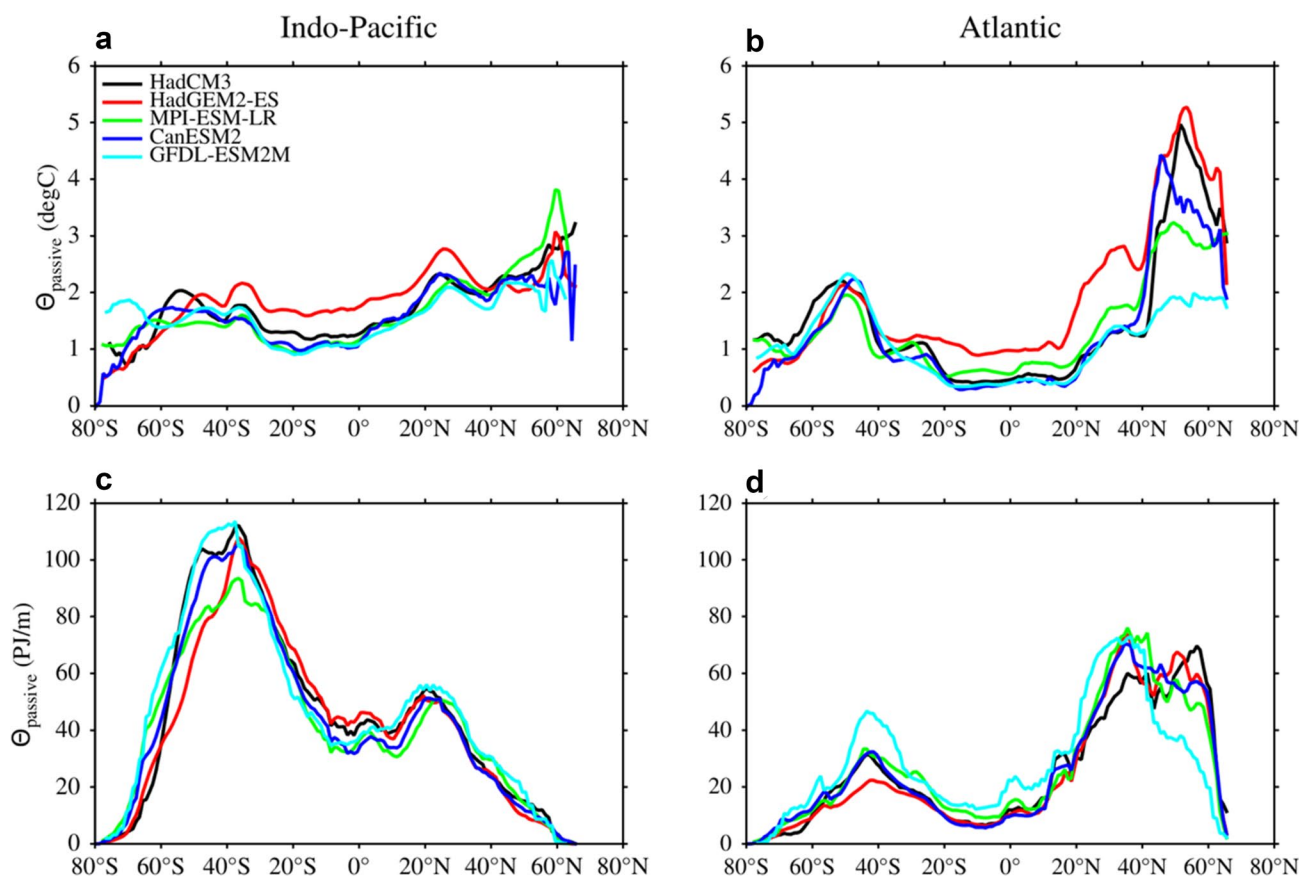 Indo-Pacific
Atlantic
a
b
6
5
4
3
2
1
0
Θpassive (degC)
HadCM3
HadGEM2-ES
MPI-ESM-LR
CanESM2
GFDL-ESM2M
80°S 60°S 40°S 20°S 0° 20°N 40°N 60°N 80°N
6
5
4
3
2
1
0
80°S 60°S 40°S 20°S 0° 20°N 40°N 60°N 80°N
c
d
120
100
80
60
40
20
0
Θpassive (PJ/m)
80°S 60°S 40°S 20°S 0° 20°N 40°N 60°N 80°N
120
100
80
60
40
20
0
80°S 60°S 40°S 20°S 0° 20°N 40°N 60°N 80°N